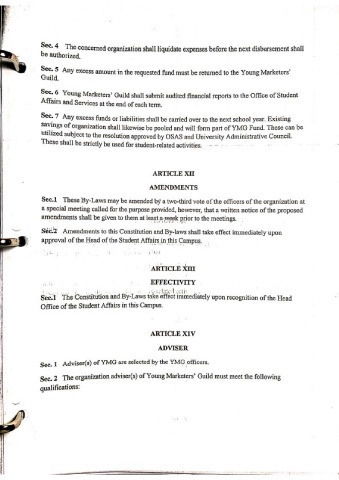 Sec. 4 The concerned organization shall liquidate expenses before the next disbursement shall
be authorized.
Sec. 5 Any excess amount in the requested fund must be returned to the Young Marketers'
Guild.
Sec. 6 Young Marketers' Guild shall submit audited financial reports to the Office of Student
Affairs and Services at the end of each term.
Sec. 7 Any excess funds or liabilities shall be carried over to the next school year. Existing
savings of organization shall likewise be pooled and will form part of YMG Fund. These can be
utilized subject to the resolution approved by OSAS and University Administrative Council.
These shall be strictly be used for student-related activities.
ARTICLE XII
AMENDMENTS
Sec.1 These By-Laws may be amended by a two-third vote of the officers of the organization at
a special meeting called for the purpose provided, however, that a written notice of the proposed
amendments shall be given to them at least a week prior to the meetings.
Sec.2 Amendments to this Constitution and By-laws shall take effect immediately upon
approval of the Head of the Student Affairs in this Campus.
ARTICLE XIII
EFFECTIVITY
Sec.1 The Constitution and By-Laws take effect immediately upon recognition of the Head
Office of the Student Affairs in this Campus.
ARTICLE XIV
ADVISER
Sec. 1 Adviser(s) of YMG are selected by the YMG officers.
Sec. 2 The organization adviser(s) of Young Marketers' Guild must meet the following
qualifications: